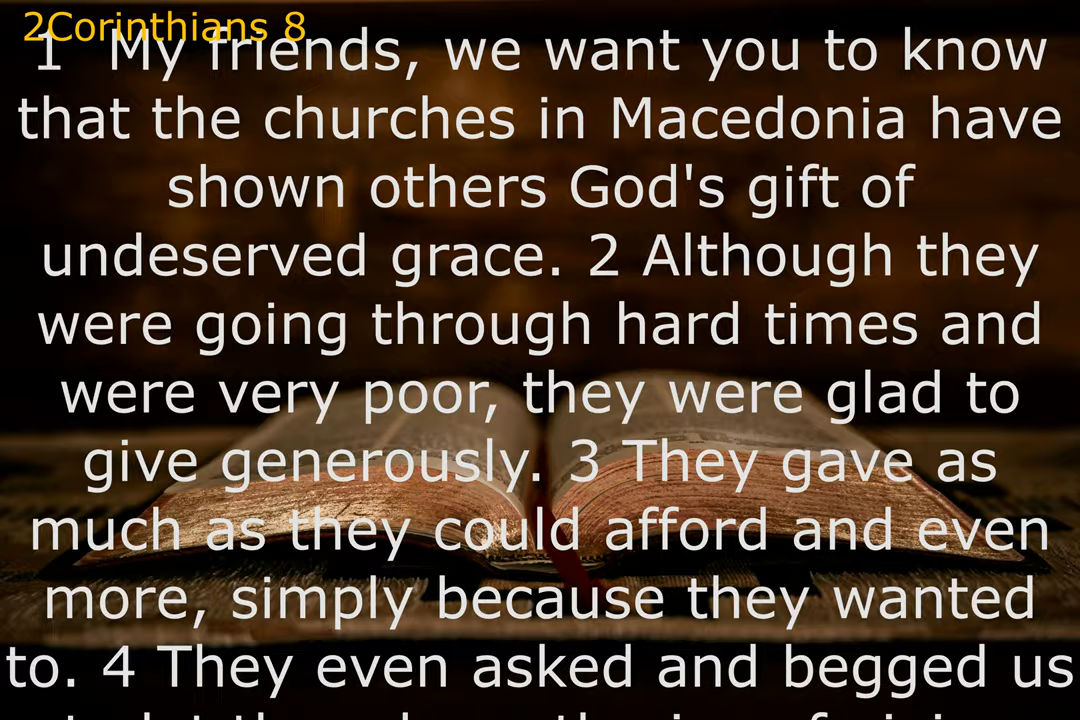 2Corinthians 8
1 My friends, we want you to know
that the churches in Macedonia have
shown others God's gift of
undeserved grace. 2 Although they
were going through hard times and
were very poor, they were glad to
give generously. 3 They gave as
much as they could afford and even
more, simply because they wanted
to. 4 They even asked and begged us